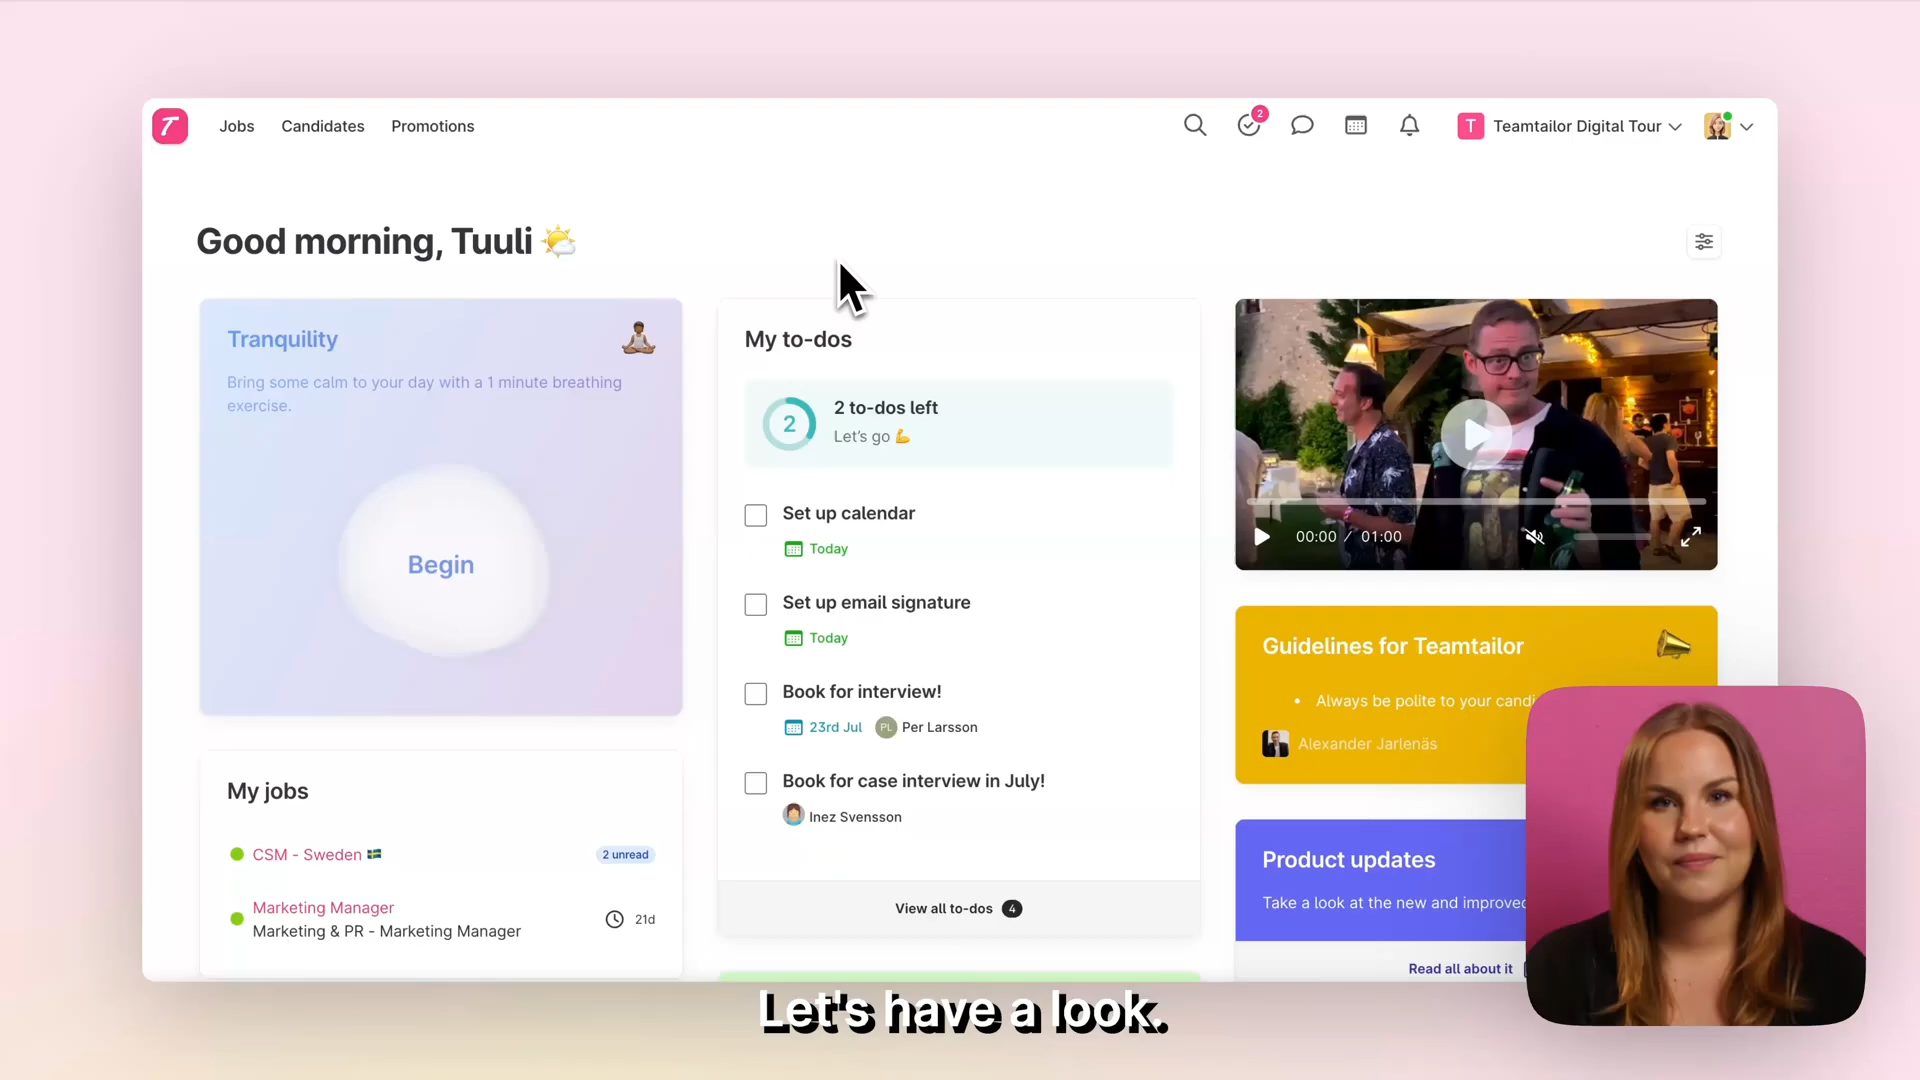 Jobs
Candidates
Promotions
2
T
Teamtailor Digital Tour
Good morning, Tuuli
Tranquility
Bring some calm to your day with a 1 minute breathing
exercise.
Begin
My jobs
CSM - Sweden
2 unread
Marketing Manager
Marketing & PR - Marketing Manager
21d
My to-dos
2
2 to-dos left
Let's go
Set up calendar
Today
Set up email signature
Today
Book for interview!
23rd Jul
PL
Per Larsson
Book for case interview in July!
Inez Svensson
View all to-dos
4
00:00 / 01:00
Guidelines for Teamtailor
• Always be polite to your candi
Alexander Jarlenäs
Product updates
Take a look at the new and improved
Read all about it
Let's have a look.